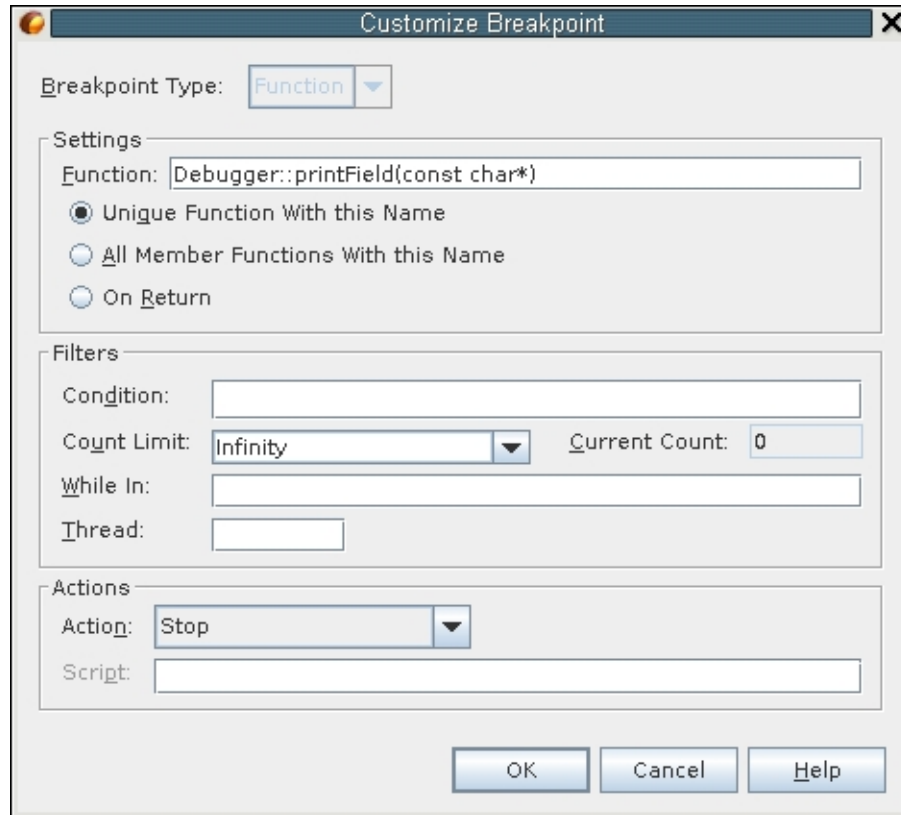 Customize Breakpoint
Breakpoint Type: Function
Settings
Function: Debugger::printField(const char*)
Unique Function With this Name
All Member Functions With this Name
On Return
Filters
Condition:
Count Limit: Infinity Current Count: 0
While In:
Thread:
Actions
Action: Stop
Script:
OK Cancel Help